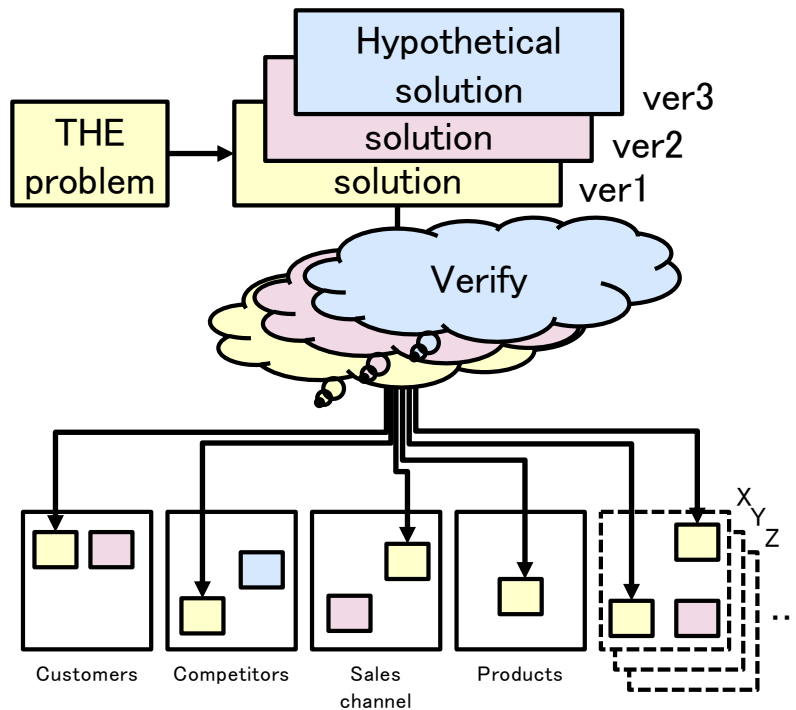 Hypothetical
solution
ver3
THE
problem
solution
ver2
solution
ver1
Verify
X
Y
Z
..
Customers
Competitors
Sales
channel
Products